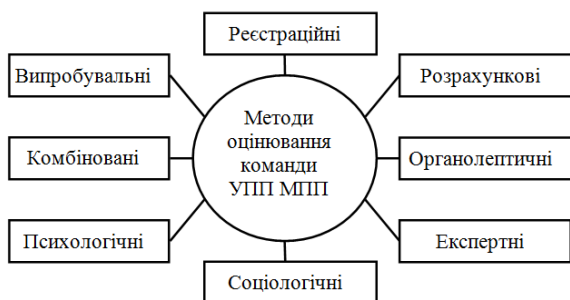 Реєстраційні
Випробувальні
Розрахункові
Методи
оцінювання
команди
УПП МПП
Комбіновані
Органолептичні
Психологічні
Експертні
Соціологічні